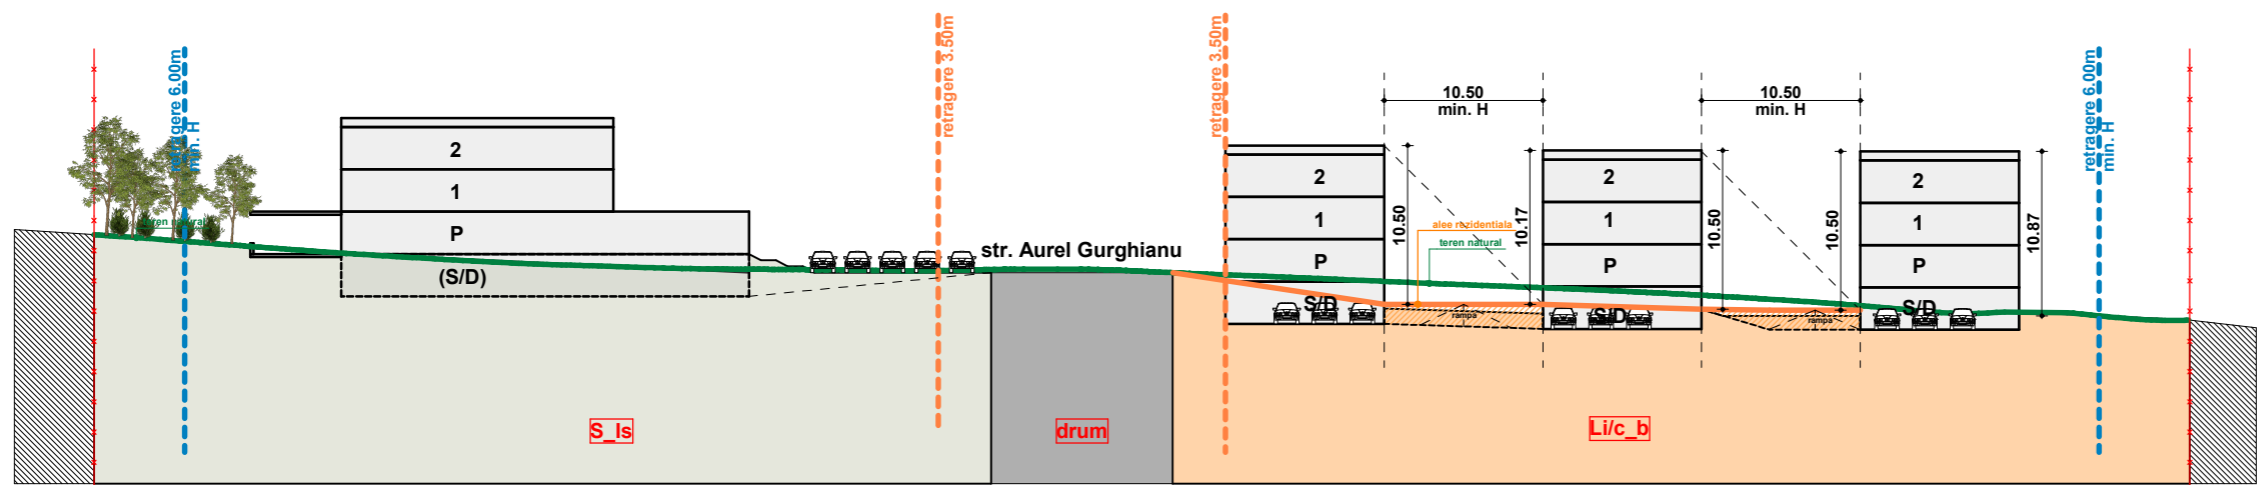 retragere 6.00m
min. H
retragere 3.50m
retragere 3.50m
10.50
min. H
10.50
min. H
retragere 6.00m
min. H
2
1
P
(S/D)
teren natural
str. Aurel Gurghianu
2
1
P
S/D
10.50
alee rezidentiala
teren natural
10.17
rampa
2
1
P
S/D
10.50
10.50
rampa
2
1
P
S/D
10.87
S_Is
drum
Li/c_b